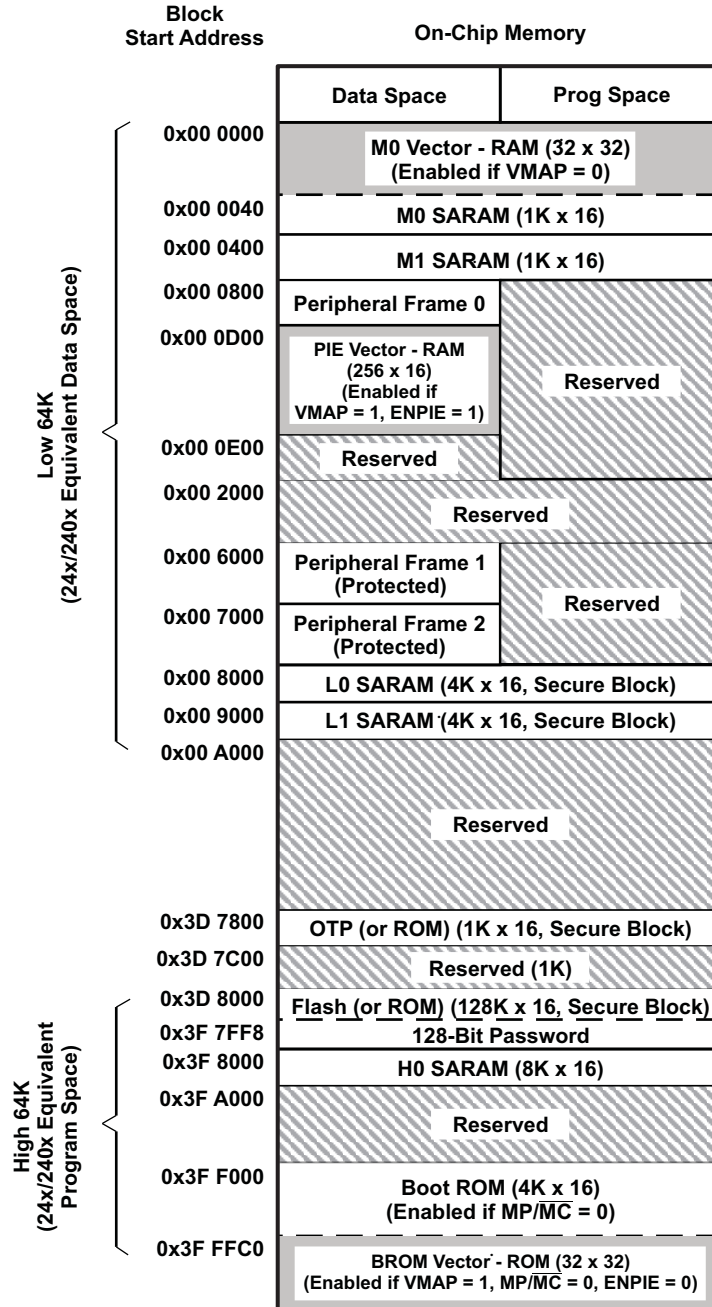 Block
Start Address
On-Chip Memory
Data Space
Prog Space
0x00 0000
M0 Vector - RAM (32 x 32)
(Enabled if VMAP = 0)
0x00 0040
M0 SARAM (1K x 16)
0x00 0400
M1 SARAM (1K x 16)
0x00 0800
Peripheral Frame 0
0x00 0D00
PIE Vector - RAM
(256 x 16)
(Enabled if
VMAP = 1, ENPIE = 1)
Reserved
0x00 0E00
Reserved
0x00 2000
Reserved
0x00 6000
Peripheral Frame 1
(Protected)
Reserved
0x00 7000
Peripheral Frame 2
(Protected)
0x00 8000
L0 SARAM (4K x 16, Secure Block)
0x00 9000
L1 SARAM (4K x 16, Secure Block)
0x00 A000
Reserved
Low 64K
(24x/240x Equivalent Data Space)
0x3D 7800
OTP (or ROM) (1K x 16, Secure Block)
0x3D 7C00
Reserved (1K)
0x3D 8000
Flash (or ROM) (128K x 16, Secure Block)
0x3F 7FF8
128-Bit Password
0x3F 8000
H0 SARAM (8K x 16)
0x3F A000
Reserved
0x3F F000
Boot ROM (4K x 16)
(Enabled if MP/M̅C̅ = 0)
0x3F FFC0
BROM Vector - ROM (32 x 32)
(Enabled if VMAP = 1, MP/M̅C̅ = 0, ENPIE = 0)
High 64K
(24x/240x Equivalent
Program Space)